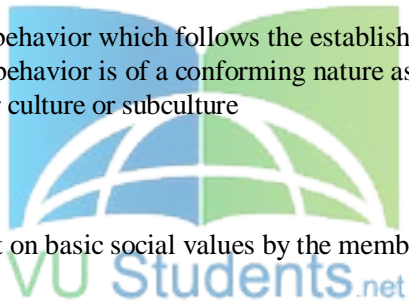 behavior which follows the establish
behavior is of a conforming nature as
culture or subculture
on basic social values by the memb
VU Students.net